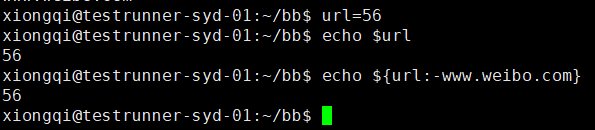 xiongqi@testrunner-syd-01:~/bb$ url=56
xiongqi@testrunner-syd-01:~/bb$ echo $url
56
xiongqi@testrunner-syd-01:~/bb$ echo ${url:-www.weibo.com}
56
xiongqi@testrunner-syd-01:~/bb$